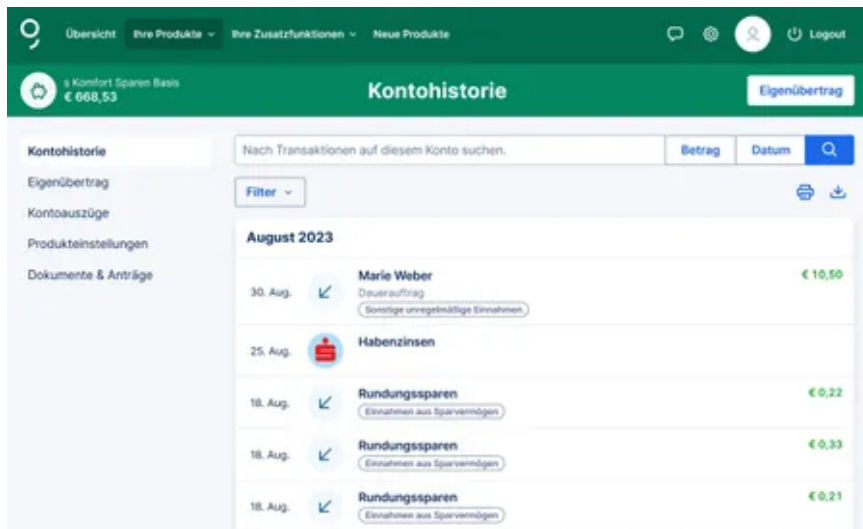 Übersicht Ihre Produkte Ihre Zusatzfunktionen Neue Produkte Logout
s Komfort Sparen Basis
€ 668,53
Kontohistorie
Eigenübertrag
Kontohistorie
Eigenübertrag
Kontoauszüge
Produkteinstellungen
Dokumente & Anträge
Nach Transaktionen auf diesem Konto suchen. Betrag Datum
Filter
August 2023
30. Aug. Marie Weber € 10,50
Dauerauftrag
Sonstige unregelmäßige Einnahmen
25. Aug. Habenzinsen
18. Aug. Rundungssparen € 0,22
Einnahmen aus Sparvermögen
18. Aug. Rundungssparen € 0,33
Einnahmen aus Sparvermögen
18. Aug. Rundungssparen € 0,21
Einnahmen aus Sparvermögen